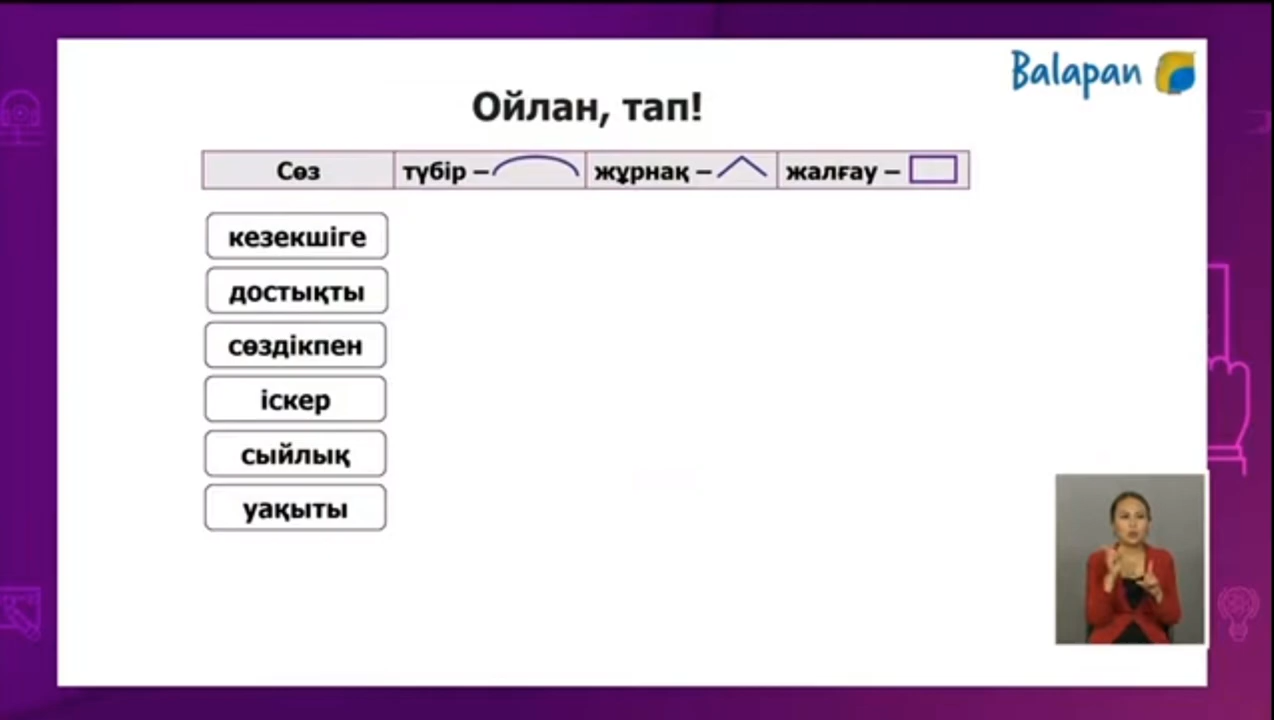 Balapan
Ойлан, тап!
Сөз түбір – жұрнақ – жалғау –
кезекшіге
достықты
сөздікпен
іскер
сыйлық
уақыты